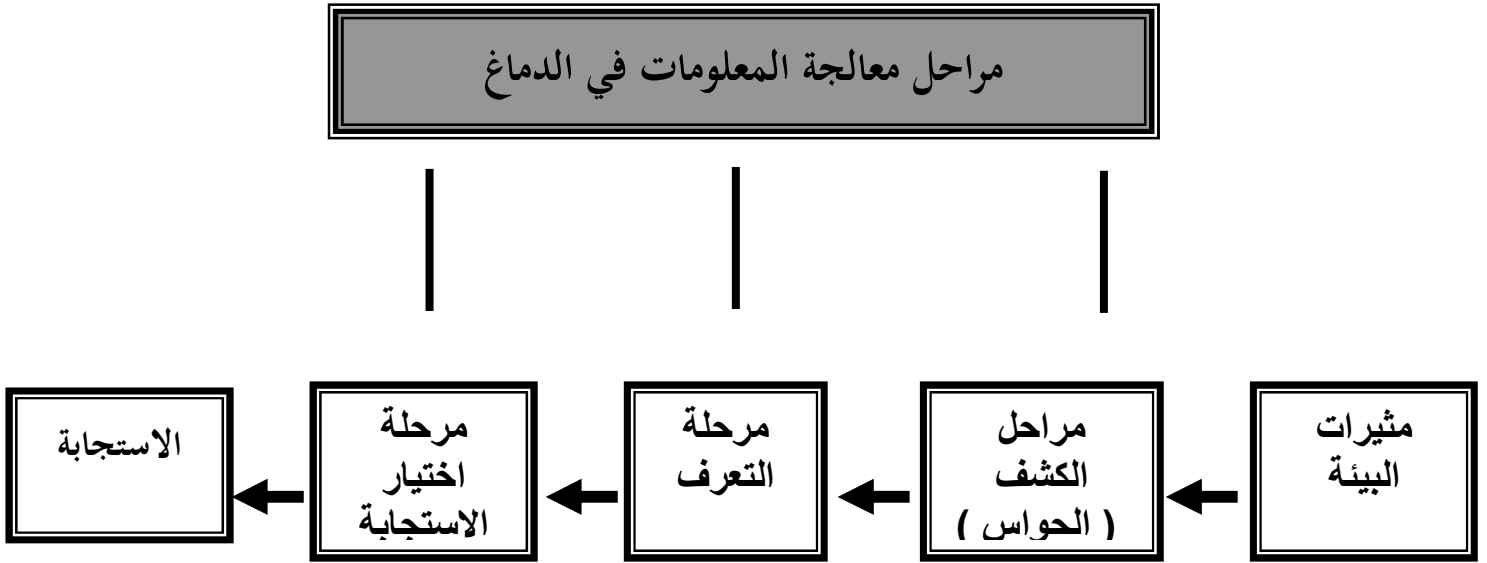 مراحل معالجة المعلومات في الدماغ
مثيرات
البيئة
مراحل
الكشف
( الحواس )
مرحلة
التعرف
مرحلة
اختيار
الاستجابة
الاستجابة